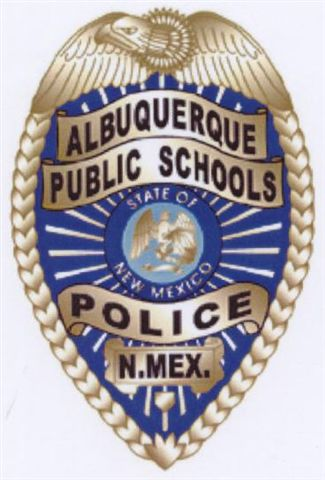 ALBUQUERQUE
PUBLIC SCHOOLS
STATE OF
NEW MEXICO
POLICE
N.MEX.